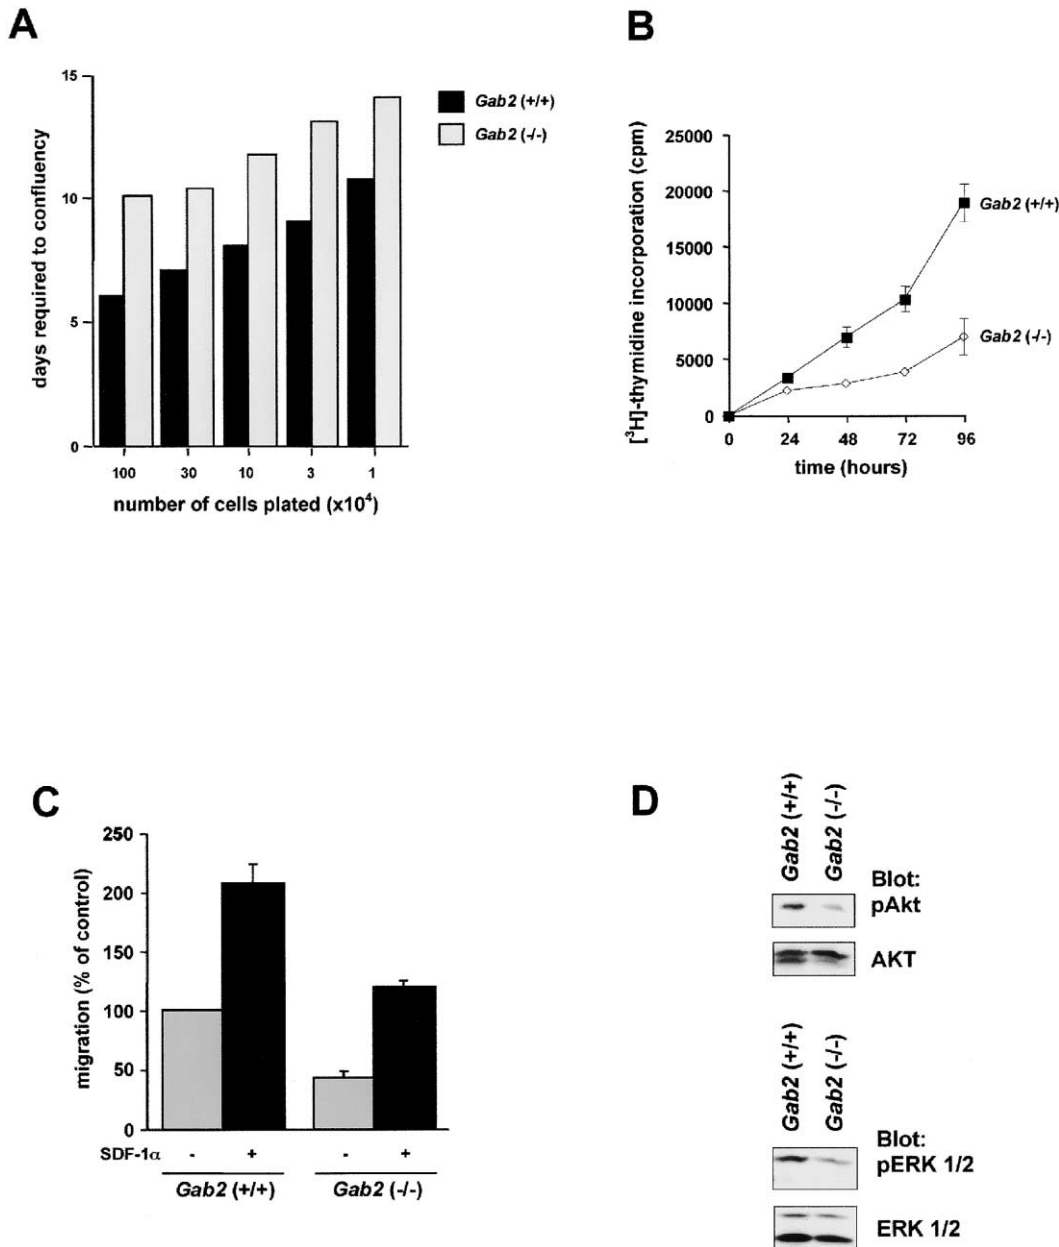 A
15
10
5
0
days required to confluency
100 30 10 3 1
number of cells plated (x10⁴)
Gab2 (+/+)
Gab2 (-/-)
B
25000
20000
15000
10000
5000
0
[³H]-thymidine incorporation (cpm)
0 24 48 72 96
time (hours)
Gab2 (+/+)
Gab2 (-/-)
C
250
200
150
100
50
0
migration (% of control)
SDF-1α - + - +
Gab2 (+/+) Gab2 (-/-)
D
Gab2 (+/+)
Gab2 (-/-)
Blot:
pAkt
AKT
Gab2 (+/+)
Gab2 (-/-)
Blot:
pERK 1/2
ERK 1/2